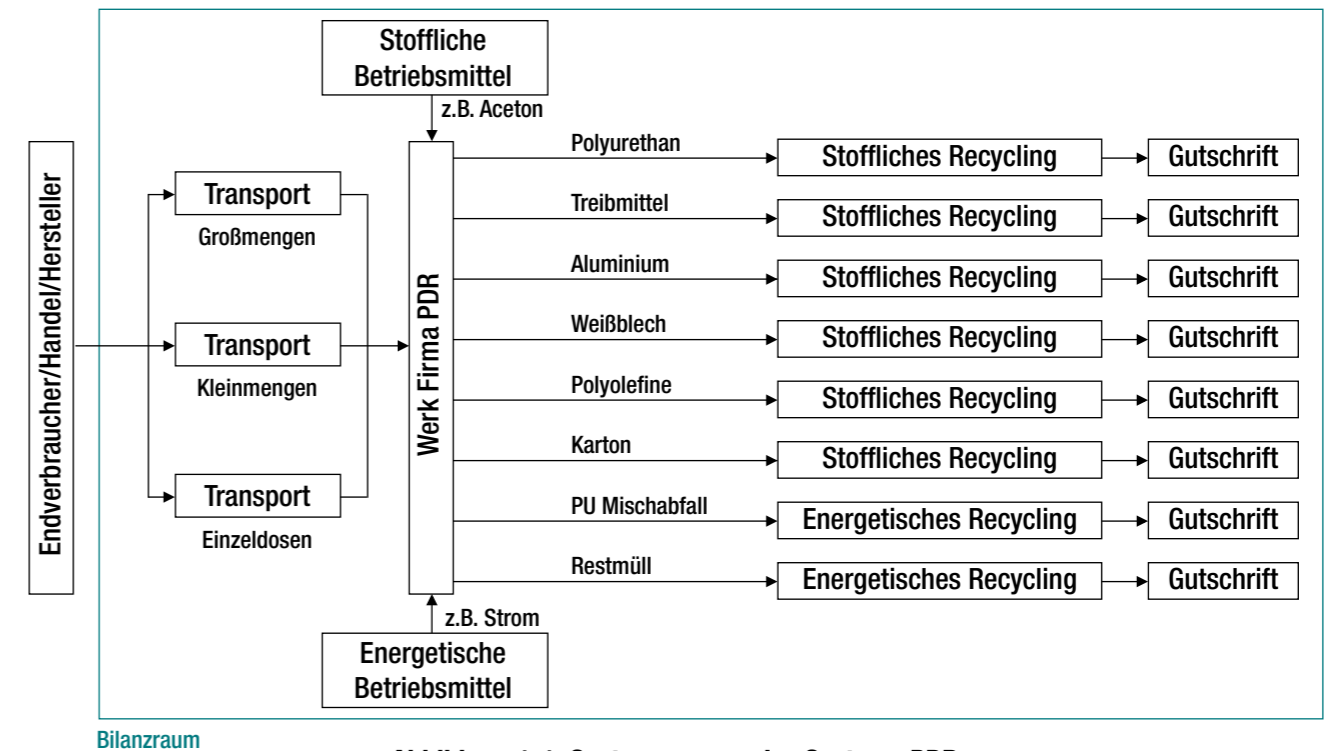 Stoffliche
Betriebsmittel
z.B. Aceton
Endverbraucher/Handel/Hersteller
Transport
Großmengen
Transport
Kleinmengen
Transport
Einzeldosen
Werk Firma PDR
Polyurethan
Stoffliches Recycling
Gutschrift
Treibmittel
Stoffliches Recycling
Gutschrift
Aluminium
Stoffliches Recycling
Gutschrift
Weißblech
Stoffliches Recycling
Gutschrift
Polyolefine
Stoffliches Recycling
Gutschrift
Karton
Stoffliches Recycling
Gutschrift
PU Mischabfall
Energetisches Recycling
Gutschrift
Restmüll
Energetisches Recycling
Gutschrift
z.B. Strom
Energetische
Betriebsmittel
Bilanzraum